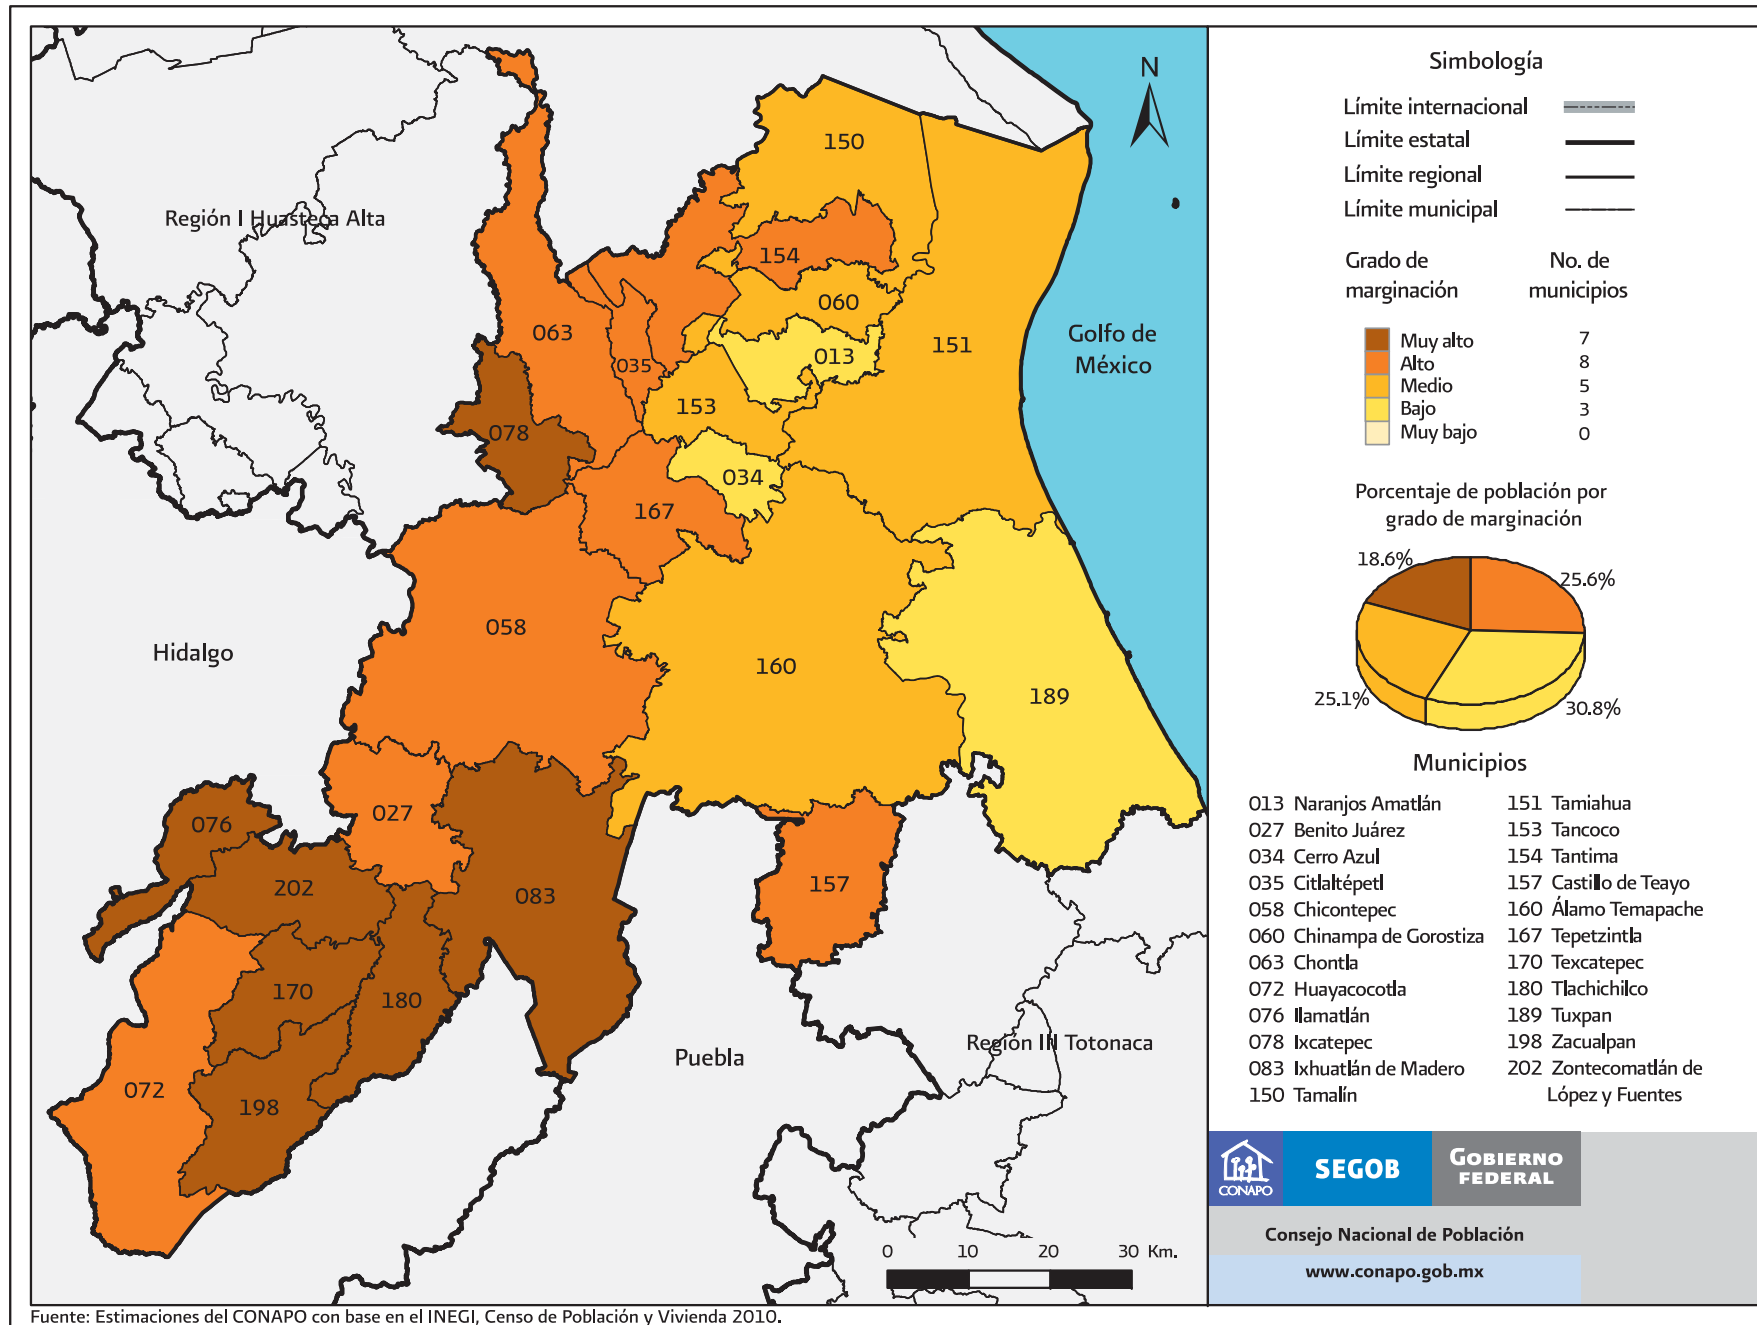 Región I Huasteca Alta
Hidalgo
Puebla
Región III Totonaca
Golfo de
México
N
150
154
060
151
013
063
035
153
078
034
167
058
160
189
027
076
202
083
157
170
180
072
198
0 10 20 30 Km.
Simbología
Límite internacional
Límite estatal
Límite regional
Límite municipal
Grado de
marginación
No. de
municipios
Muy alto 7
Alto 8
Medio 5
Bajo 3
Muy bajo 0
Porcentaje de población por
grado de marginación
18.6%
25.6%
25.1%
30.8%
Municipios
013 Naranjos Amatlán
027 Benito Juárez
034 Cerro Azul
035 Citlaltépetl
058 Chicontepec
060 Chinampa de Gorostiza
063 Chontla
072 Huayacocotla
076 Ilamatlán
078 Ixcatepec
083 Ixhuatlán de Madero
150 Tamalín
151 Tamiahua
153 Tancoco
154 Tantima
157 Castillo de Teayo
160 Álamo Temapache
167 Tepetzintla
170 Texcatepec
180 Tlachichilco
189 Tuxpan
198 Zacualpan
202 Zontecomatlán de
López y Fuentes
CONAPO
SEGOB
GOBIERNO
FEDERAL
Consejo Nacional de Población
www.conapo.gob.mx
Fuente: Estimaciones del CONAPO con base en el INEGI, Censo de Población y Vivienda 2010.